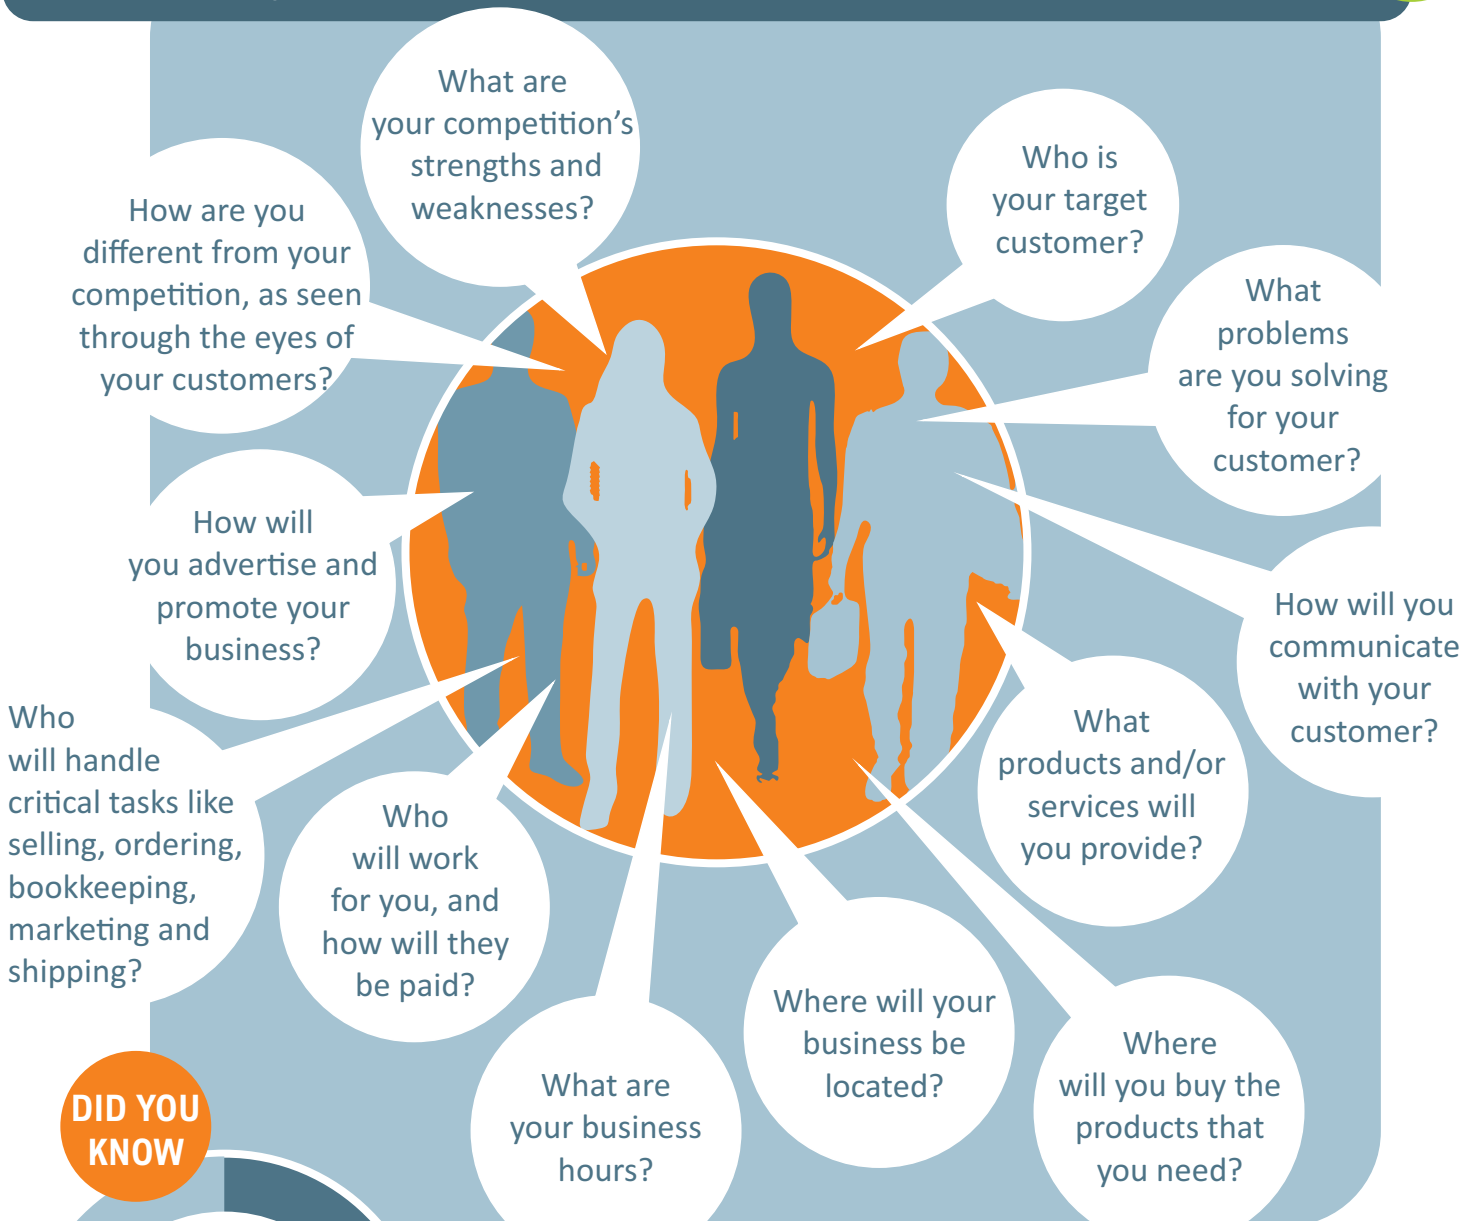 What are
your competition's
strengths and
weaknesses?
Who is
your target
customer?
How are you
different from your
competition, as seen
through the eyes of
your customers?
What
problems
are you solving
for your
customer?
How will
you advertise and
promote your
business?
How will you
communicate
with your
customer?
Who
will handle
critical tasks like
selling, ordering,
bookkeeping,
marketing and
shipping?
What
products and/or
services will
you provide?
Who
will work
for you, and
how will they
be paid?
Where will your
business be
located?
Where
will you buy the
products that
you need?
What are
your business
hours?
DID YOU
KNOW